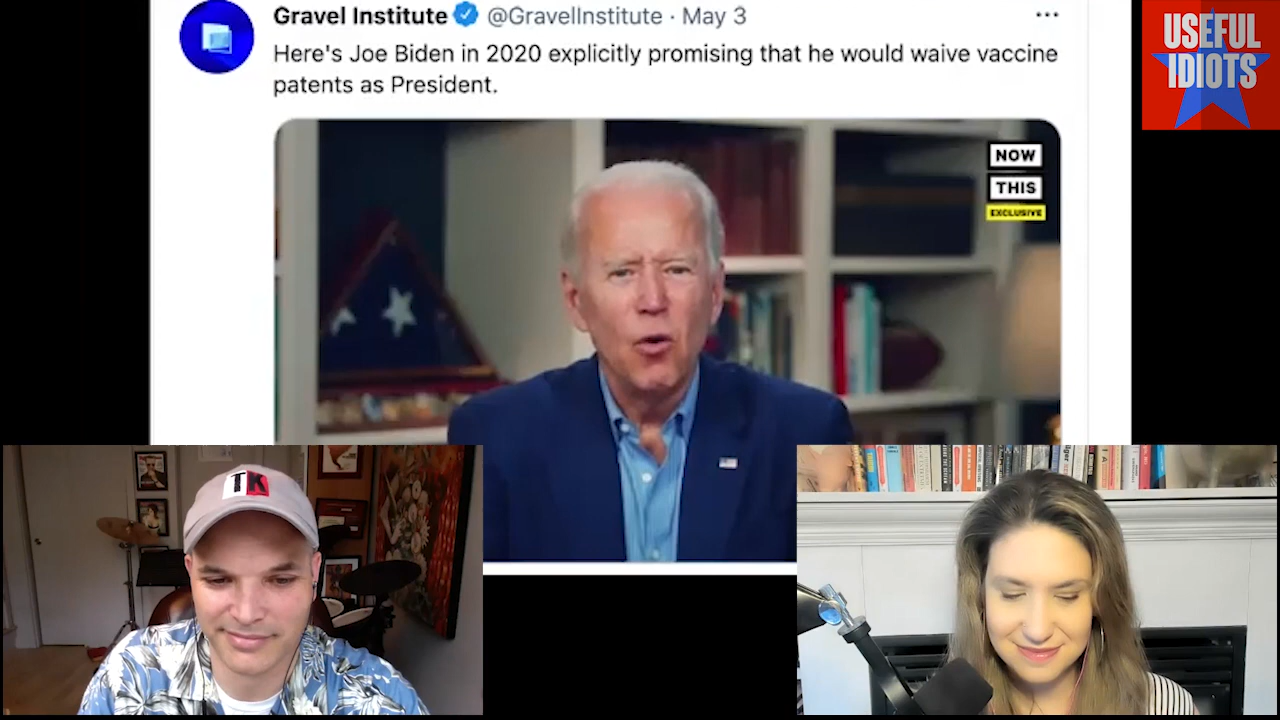 Gravel Institute @GravelInstitute · May 3
Here's Joe Biden in 2020 explicitly promising that he would waive vaccine
patents as President.
USEFUL
IDIOTS
NOW
THIS
EXCLUSIVE
TK